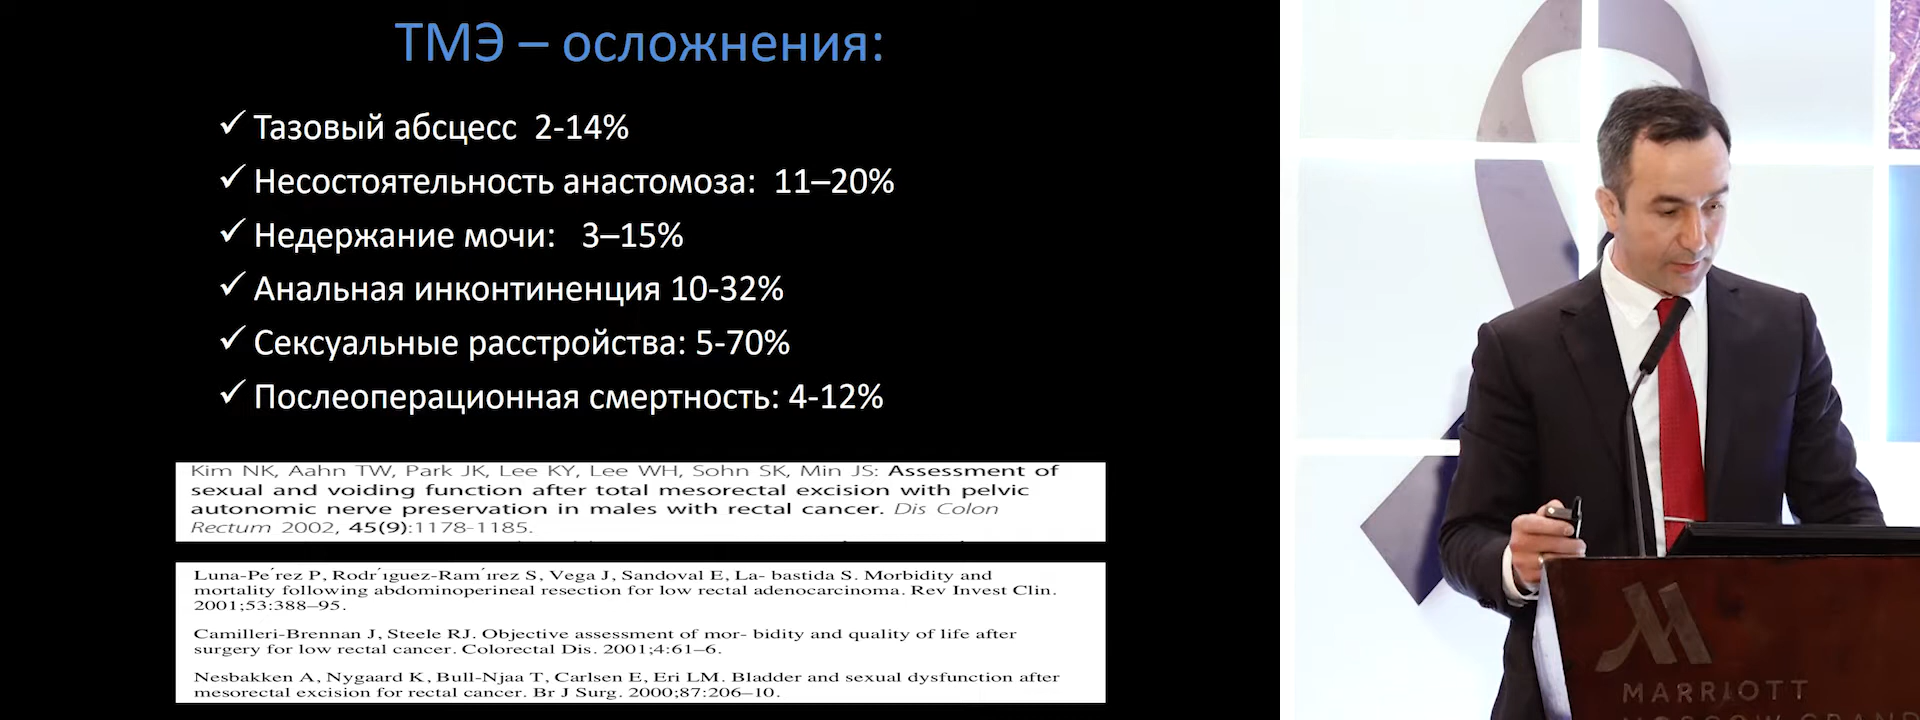 ТМЭ – осложнения:
✓ Тазовый абсцесс 2-14%
✓ Несостоятельность анастомоза: 11–20%
✓ Недержание мочи: 3–15%
✓ Анальная инконтиненция 10-32%
✓ Сексуальные расстройства: 5-70%
✓ Послеоперационная смертность: 4-12%
Kim NK, Aahn TW, Park JK, Lee KY, Lee WH, Sohn SK, Min JS: Assessment of
sexual and voiding function after total mesorectal excision with pelvic
autonomic nerve preservation in males with rectal cancer. Dis Colon
Rectum 2002, 45(9):1178-1185.
Luna-Pe´rez P, Rodr´ıguez-Ram´ırez S, Vega J, Sandoval E, La- bastida S. Morbidity and
mortality following abdominoperineal resection for low rectal adenocarcinoma. Rev Invest Clin.
2001;53:388–95.
Camilleri-Brennan J, Steele RJ. Objective assessment of mor- bidity and quality of life after
surgery for low rectal cancer. Colorectal Dis. 2001;4:61–6.
Nesbakken A, Nygaard K, Bull-Njaa T, Carlsen E, Eri LM. Bladder and sexual dysfunction after
mesorectal excision for rectal cancer. Br J Surg. 2000;87:206–10.
MARRIOTT
MOSCOW GRAND